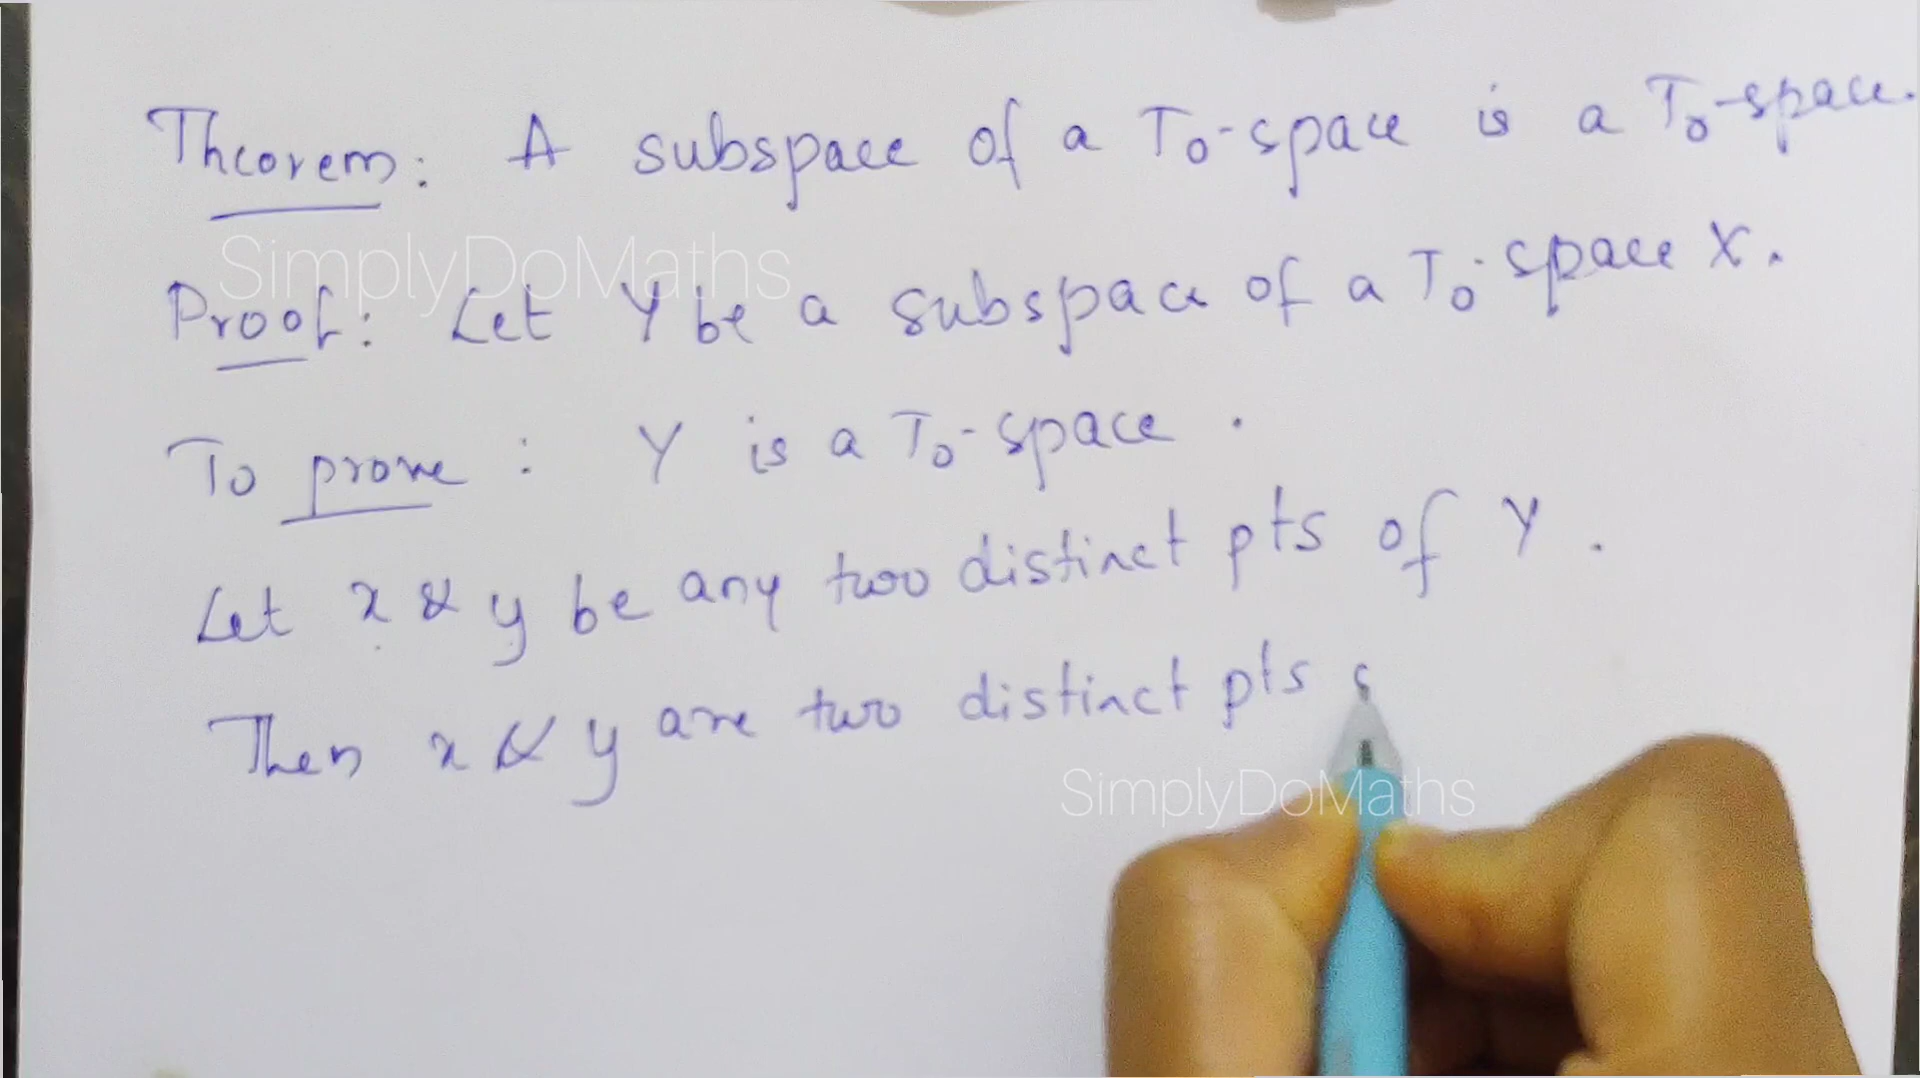 Theorem: A subspace of a T₀-space is a T₀-space.
SimplyDoMaths
Proof: Let Y be a subspace of a T₀-space X.
To prove : Y is a T₀-space .
Let x & y be any two distinct pts of Y .
Then x & y are two distinct pts
SimplyDoMaths